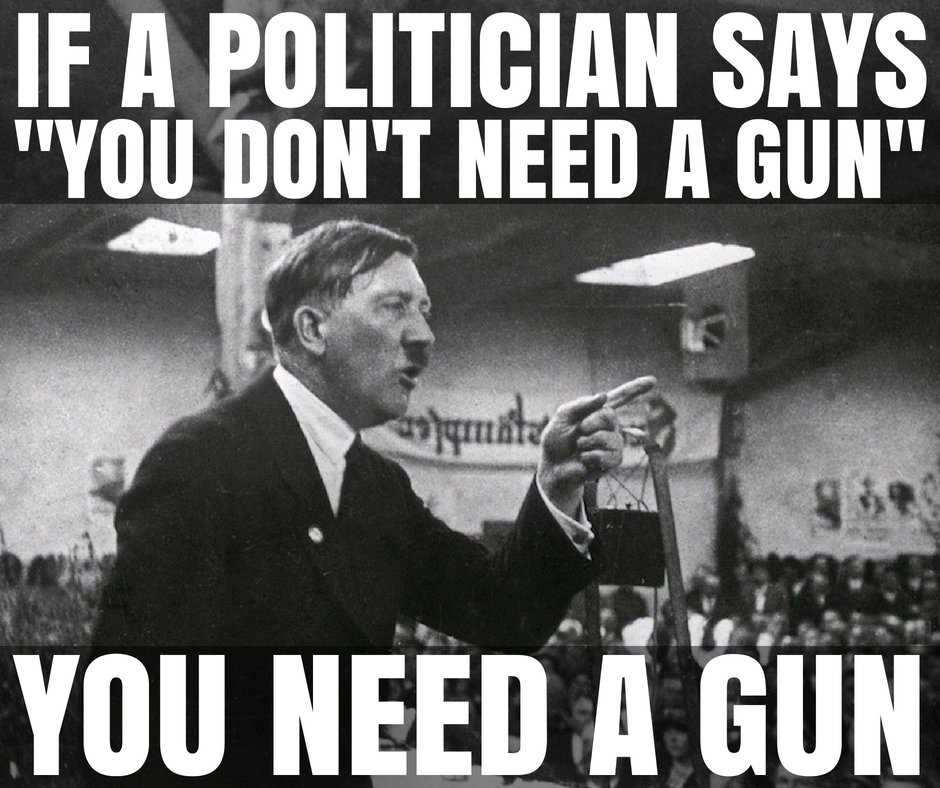 IF A POLITICIAN SAYS
"YOU DON'T NEED A GUN"
YOU NEED A GUN